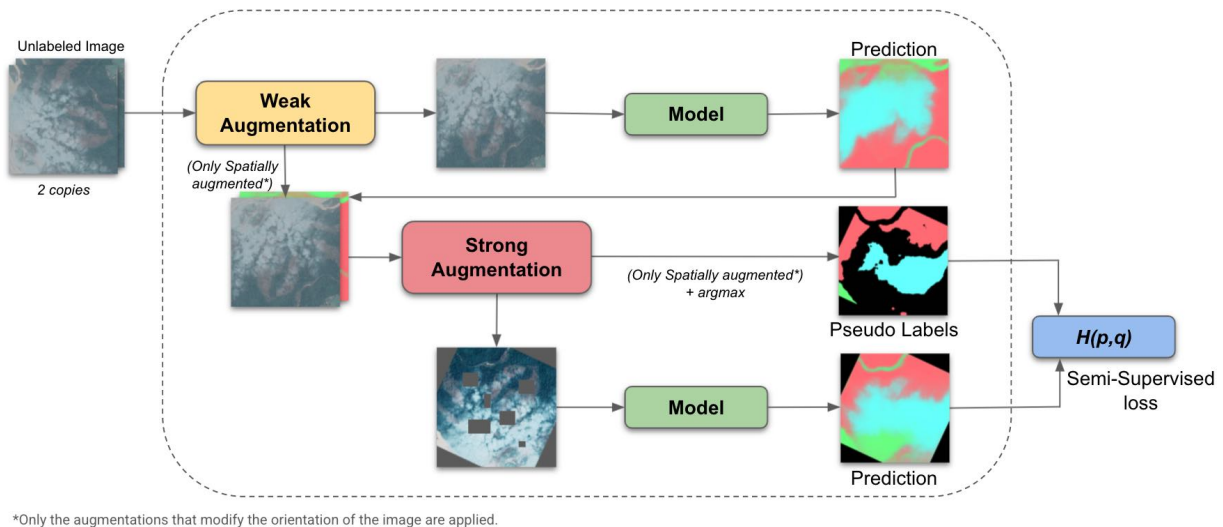 Unlabeled Image
2 copies
Weak
Augmentation
Model
Prediction
(Only Spatially
augmented*)
Strong
Augmentation
(Only Spatially augmented*)
+ argmax
Pseudo Labels
H(p,q)
Semi-Supervised
loss
Model
Prediction
*Only the augmentations that modify the orientation of the image are applied.